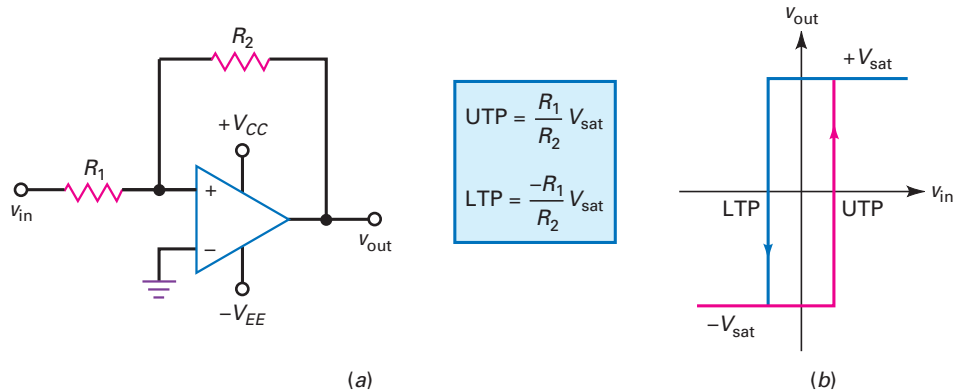 R2
+VCC
R1
+
vin
−
vout
−VEE
(a)
UTP = R1/R2 Vsat
LTP = −R1/R2 Vsat
vout
+Vsat
vin
LTP
UTP
−Vsat
(b)